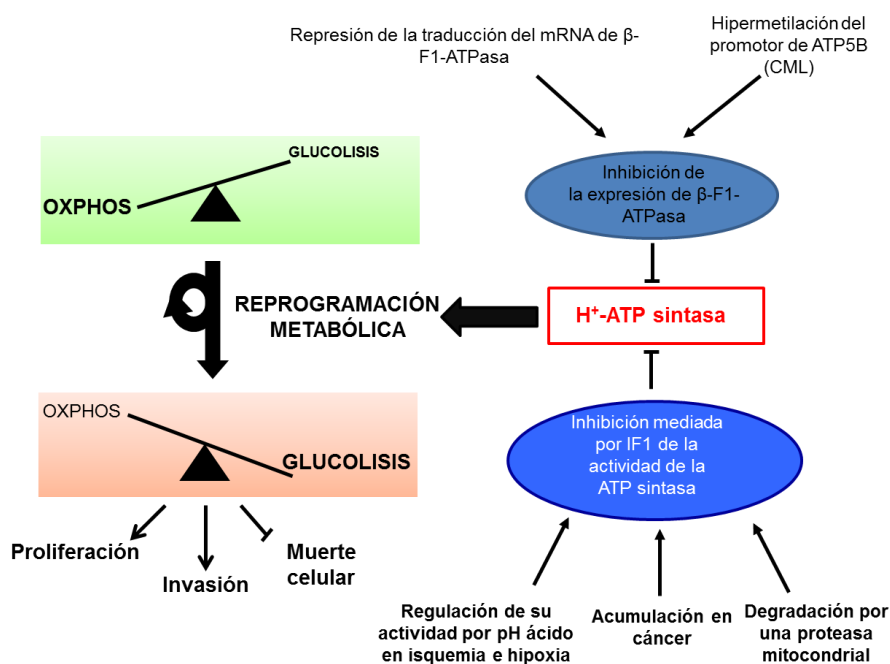 Represión de la traducción del mRNA de β-
F1-ATPasa
Hipermetilación del
promotor de ATP5B
(CML)
GLUCOLISIS
OXPHOS
Inhibición de
la expresión de β-F1-
ATPasa
REPROGRAMACIÓN
METABÓLICA
H⁺-ATP sintasa
OXPHOS
GLUCOLISIS
Inhibición mediada
por IF1 de la
actividad de la
ATP sintasa
Proliferación
Invasión
Muerte
celular
Regulación de su
actividad por pH ácido
en isquemia e hipoxia
Acumulación en
cáncer
Degradación por
una proteasa
mitocondrial